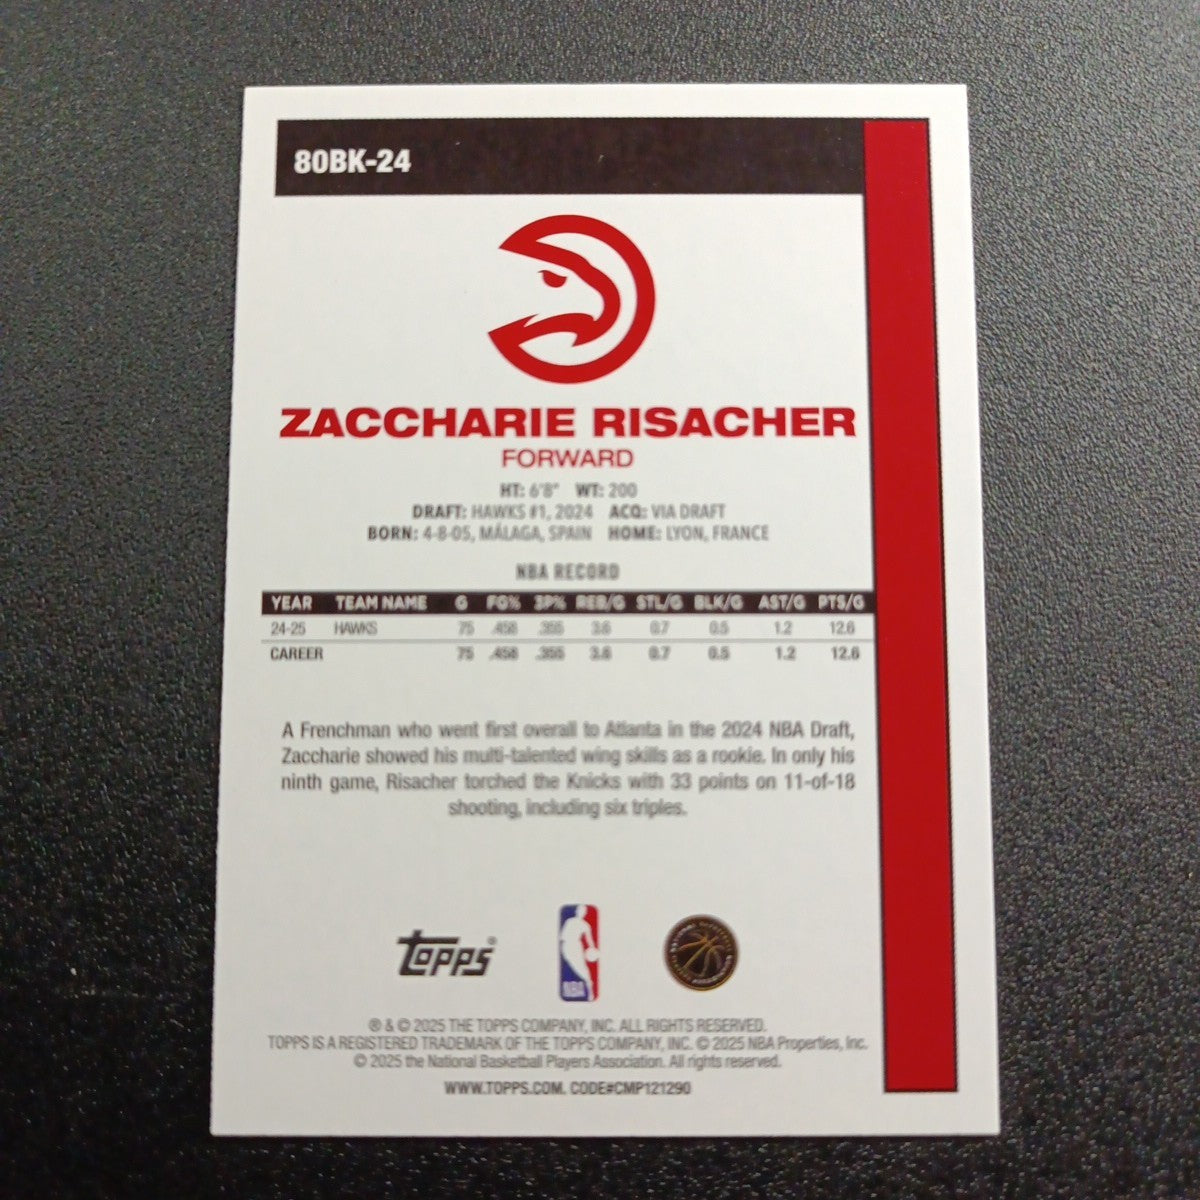 80BK-24
ZACCHARIE RISACHER
FORWARD
HT: 6'8" WT: 200
DRAFT: HAWKS #1, 2024 ACQ: VIA DRAFT
BORN: 4-8-05, MÁLAGA, SPAIN HOME: LYON, FRANCE
NBA RECORD
YEAR TEAM NAME G FG% 3P% REB/G STL/G BLK/G AST/G PTS/G
24-25 HAWKS 75 .458 .355 3.6 0.7 0.5 1.2 12.6
CAREER 75 .458 .355 3.6 0.7 0.5 1.2 12.6
A Frenchman who went first overall to Atlanta in the 2024 NBA Draft,
Zaccharie showed his multi-talented wing skills as a rookie. In only his
ninth game, Risacher torched the Knicks with 33 points on 11-of-18
shooting, including six triples.
topps®
NBA
® & © 2025 THE TOPPS COMPANY, INC. ALL RIGHTS RESERVED.
TOPPS IS A REGISTERED TRADEMARK OF THE TOPPS COMPANY, INC. © 2025 NBA Properties, Inc.
© 2025 the National Basketball Players Association. All rights reserved.
WWW.TOPPS.COM. CODE#CMP121290